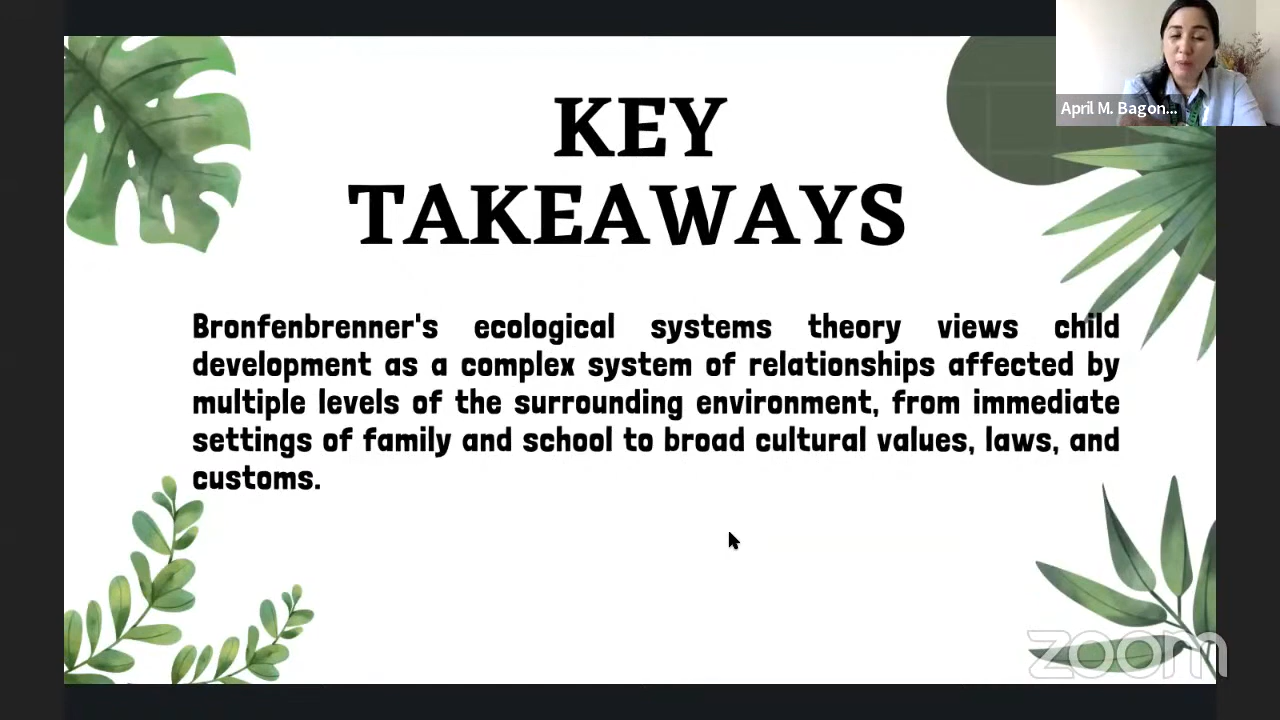 KEY
TAKEAWAYS
April M. Bagon...
Bronfenbrenner's ecological systems theory views child
development as a complex system of relationships affected by
multiple levels of the surrounding environment, from immediate
settings of family and school to broad cultural values, laws, and
customs.
zoom